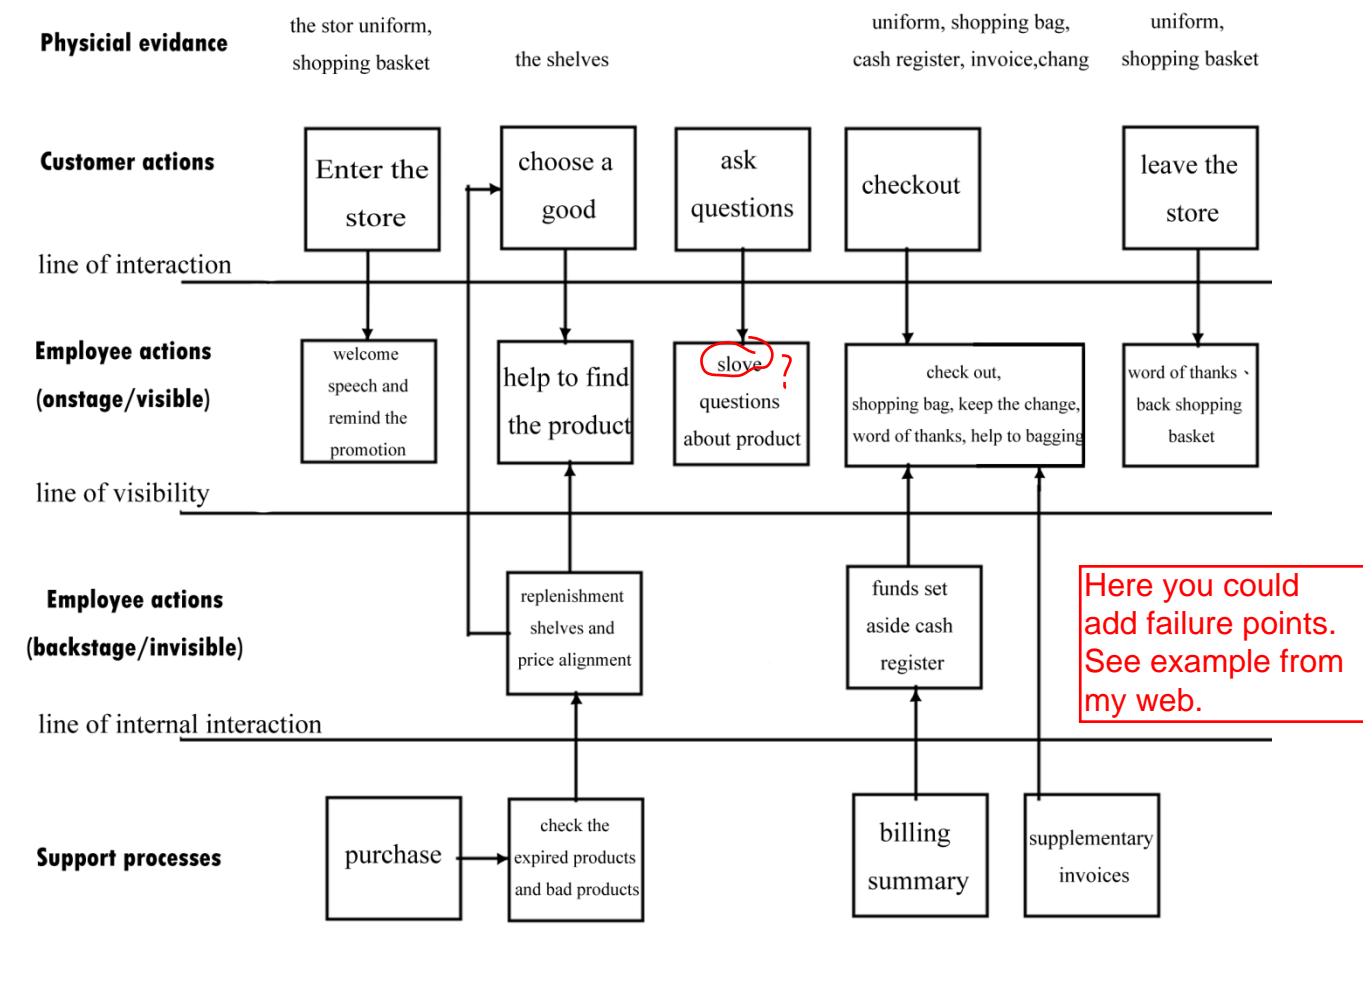 Physicial evidence
the stor uniform,
shopping basket
the shelves
uniform, shopping bag,
cash register, invoice,chang
uniform,
shopping basket
Customer actions
Enter the
store
choose a
good
ask
questions
checkout
leave the
store
line of interaction
Employee actions
(onstage/visible)
welcome
speech and
remind the
promotion
help to find
the product
slove
?
questions
about product
check out,
shopping bag, keep the change,
word of thanks, help to bagging
word of thanks、
back shopping
basket
line of visibility
Employee actions
(backstage/invisible)
replenishment
shelves and
price alignment
funds set
aside cash
register
Here you could
add failure points.
See example from
my web.
line of internal interaction
Support processes
purchase
check the
expired products
and bad products
billing
summary
supplementary
invoices